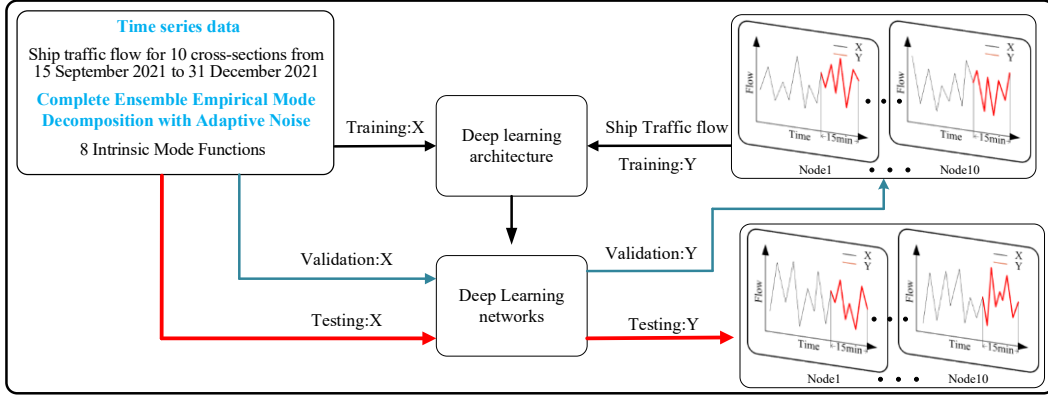 Time series data
Ship traffic flow for 10 cross-sections from
15 September 2021 to 31 December 2021
Complete Ensemble Empirical Mode
Decomposition with Adaptive Noise
8 Intrinsic Mode Functions
Training:X
Deep learning
architecture
Ship Traffic flow
Training:Y
X
Y
Flow
Time
15min
X
Y
Time
15min
Node1
Node10
Validation:X
Deep Learning
networks
Validation:Y
Testing:X
Testing:Y
X
Y
Flow
Time
15min
X
Y
Flow
Time
15min
Node1
Node10